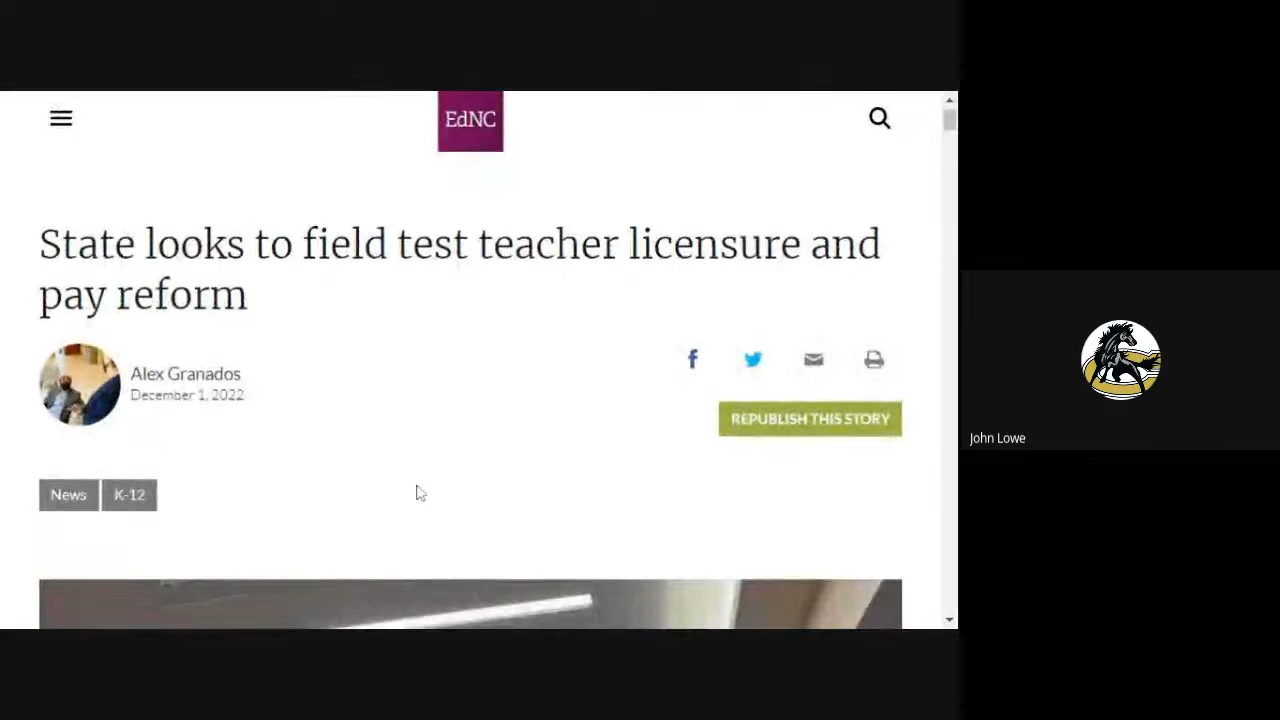 EdNC
State looks to field test teacher licensure and
pay reform
Alex Granados
December 1, 2022
REPUBLISH THIS STORY
News
K-12
John Lowe